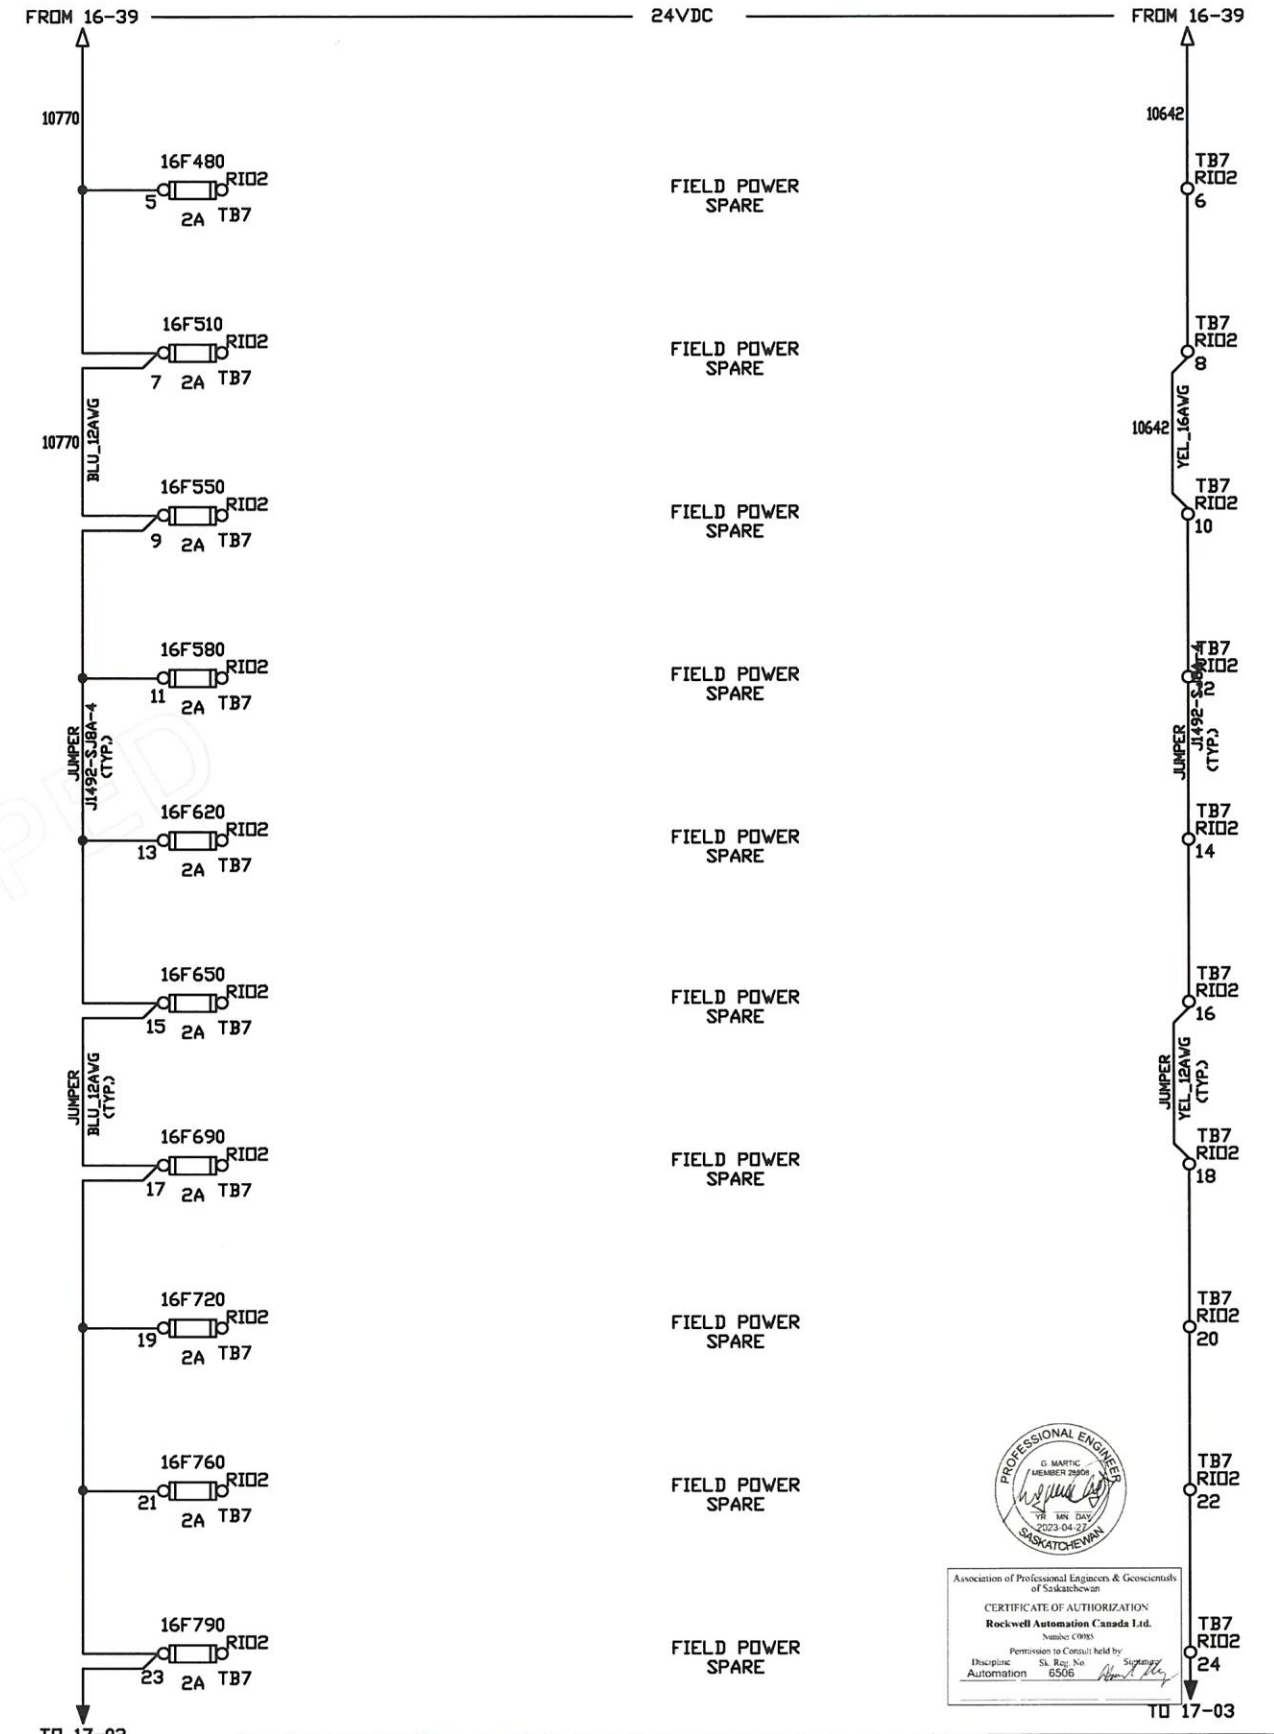 FROM 16-39 24VDC FROM 16-39
10770 10642
16F480
RIO2
5 2A TB7
FIELD POWER
SPARE
TB7
RIO2
6
16F510
RIO2
7 2A TB7
FIELD POWER
SPARE
TB7
RIO2
8
10770
BLU_12AWG
10642
YEL_16AWG
16F550
RIO2
9 2A TB7
FIELD POWER
SPARE
TB7
RIO2
10
16F580
RIO2
11 2A TB7
FIELD POWER
SPARE
TB7
RIO2
JUMPER
J1492-SJ8A-4
(TYP.)
JUMPER
J1492-SJ8A-4
(TYP.)
16F620
RIO2
13 2A TB7
FIELD POWER
SPARE
TB7
RIO2
14
16F650
RIO2
15 2A TB7
FIELD POWER
SPARE
TB7
RIO2
16
JUMPER
BLU_12AWG
(TYP.)
JUMPER
YEL_12AWG
(TYP.)
16F690
RIO2
17 2A TB7
FIELD POWER
SPARE
TB7
RIO2
18
16F720
RIO2
19 2A TB7
FIELD POWER
SPARE
TB7
RIO2
20
16F760
RIO2
21 2A TB7
FIELD POWER
SPARE
TB7
RIO2
22
PROFESSIONAL ENGINEER
G. MARTIC
MEMBER
YR MN DAY
2023-04-27
SASKATCHEWAN
Association of Professional Engineers & Geoscientists
of Saskatchewan
CERTIFICATE OF AUTHORIZATION
Rockwell Automation Canada Ltd.
Number
Permission to Consult held by:
Discipline Sk. Reg. No. Signature
Automation 6506
16F790
RIO2
23 2A TB7
FIELD POWER
SPARE
TB7
RIO2
24
TO 17-03 TO 17-03